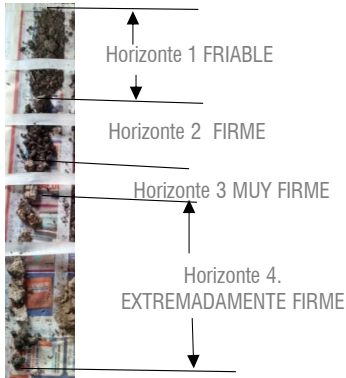 Horizonte 1 FRIABLE
Horizonte 2 FIRME
Horizonte 3 MUY FIRME
Horizonte 4.
EXTREMADAMENTE FIRME